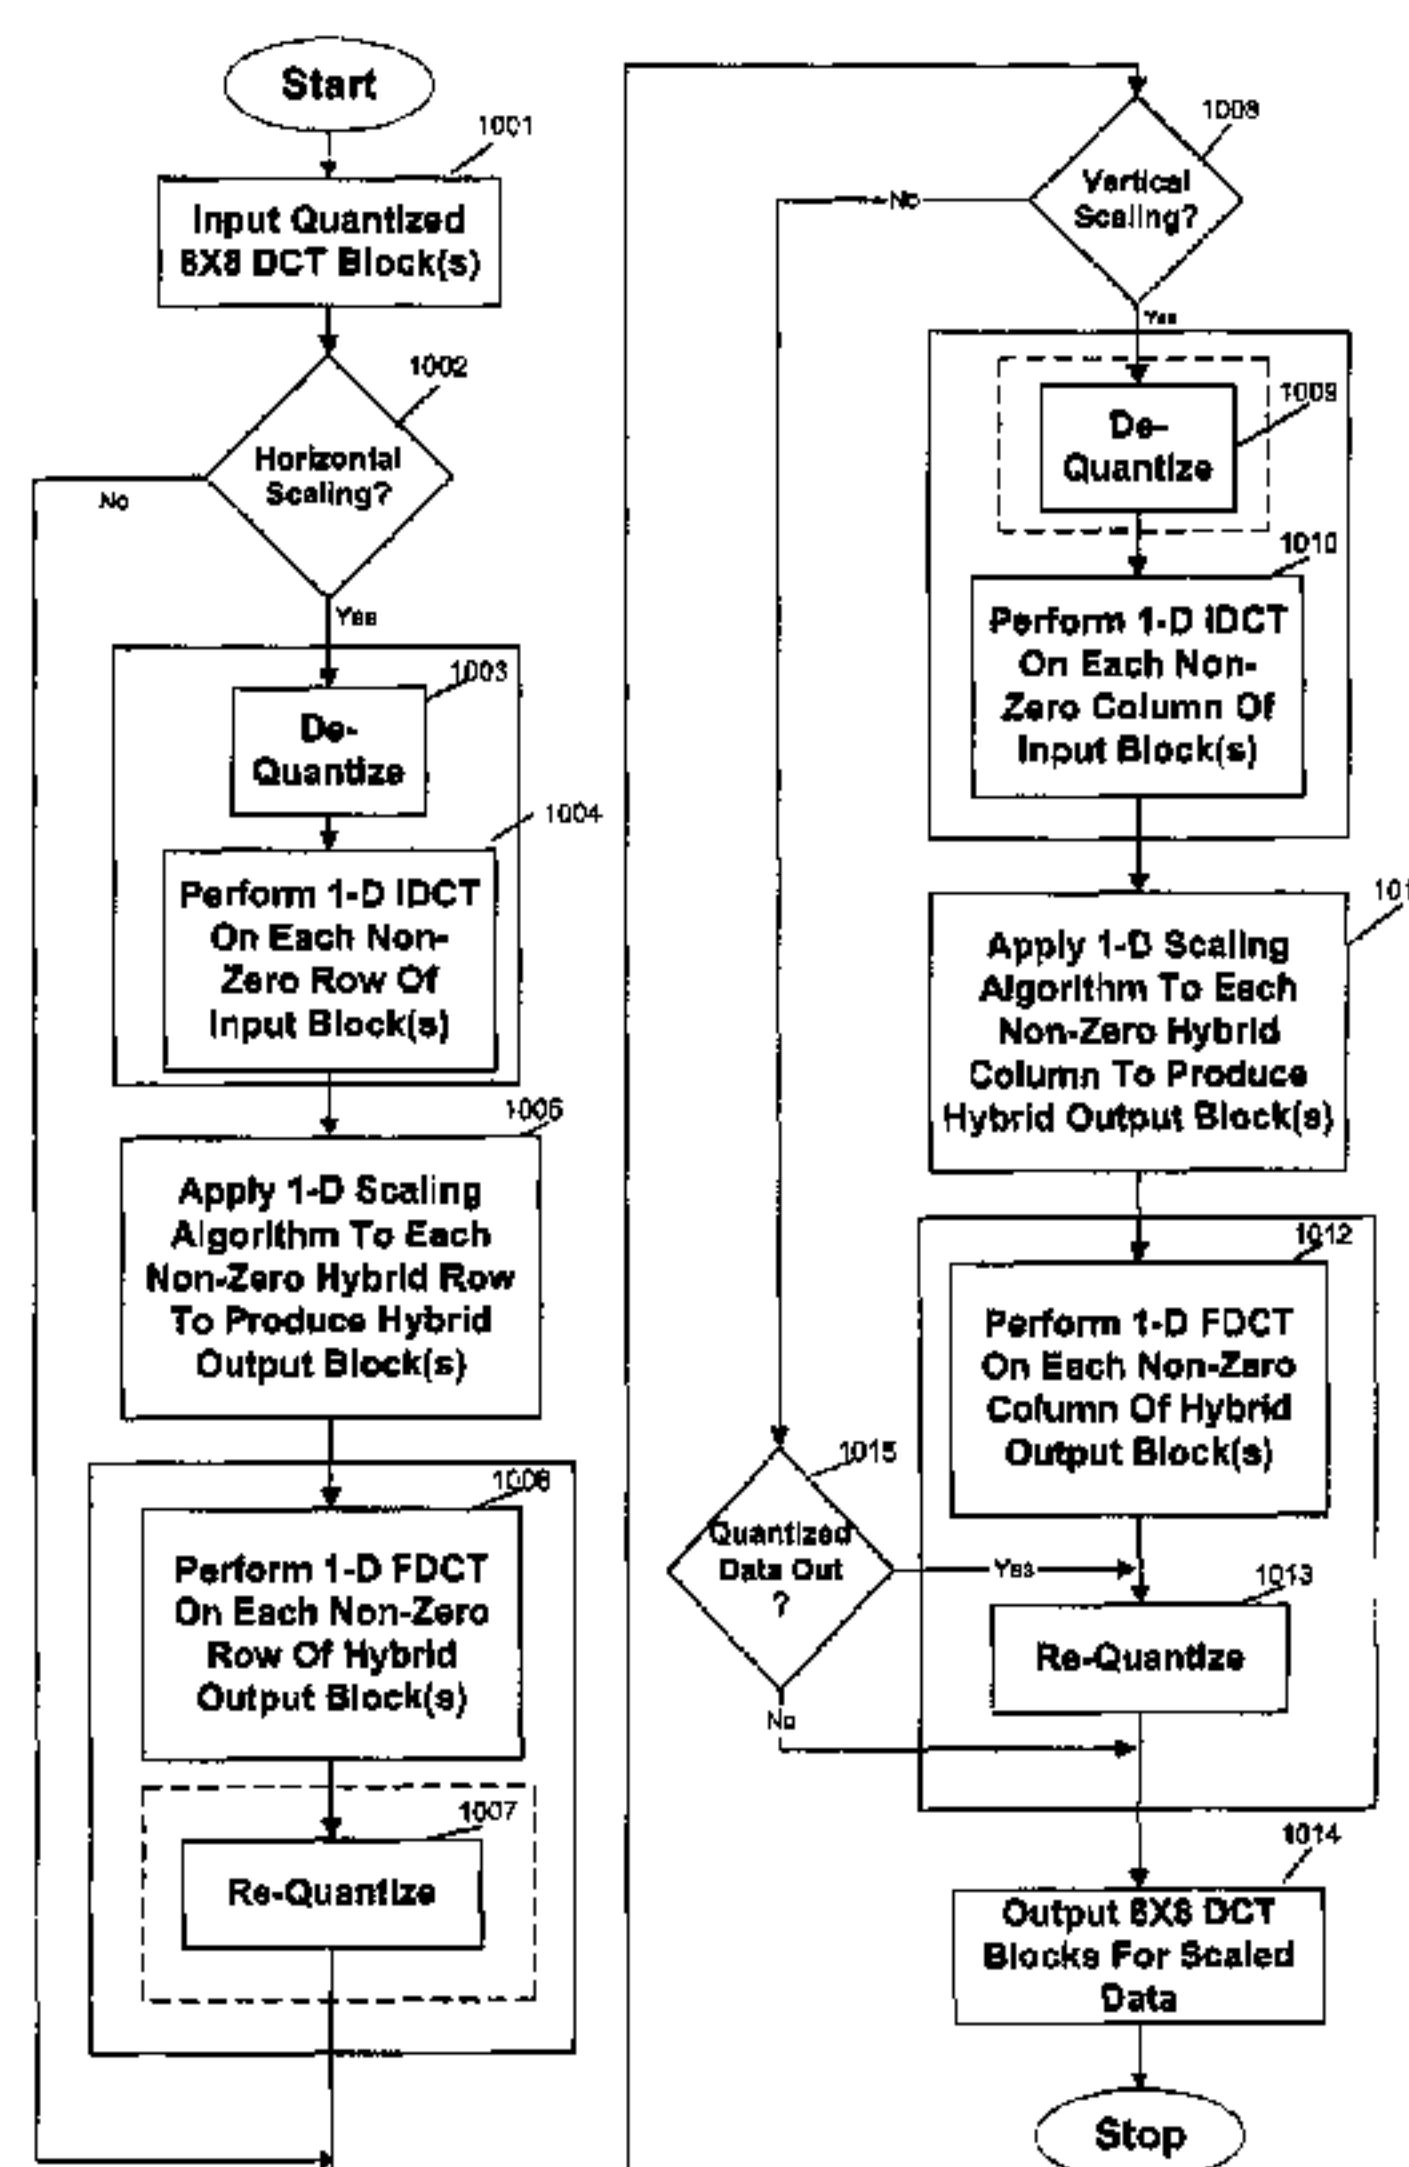 Start
1001
Input Quantized
8X8 DCT Block(s)
1002
Horizontal
Scaling?
No
Yes
1003
De-
Quantize
1004
Perform 1-D IDCT
On Each Non-
Zero Row Of
Input Block(s)
1005
Apply 1-D Scaling
Algorithm To Each
Non-Zero Hybrid Row
To Produce Hybrid
Output Block(s)
1006
Perform 1-D FDCT
On Each Non-Zero
Row Of Hybrid
Output Block(s)
1007
Re-Quantize
1008
Vertical
Scaling?
No
Yes
1009
De-
Quantize
1010
Perform 1-D IDCT
On Each Non-
Zero Column Of
Input Block(s)
101
Apply 1-D Scaling
Algorithm To Each
Non-Zero Hybrid
Column To Produce
Hybrid Output Block(s)
1012
Perform 1-D FDCT
On Each Non-Zero
Column Of Hybrid
Output Block(s)
1015
Quantized
Data Out
?
Yes
No
1013
Re-Quantize
1014
Output 8X8 DCT
Blocks For Scaled
Data
Stop